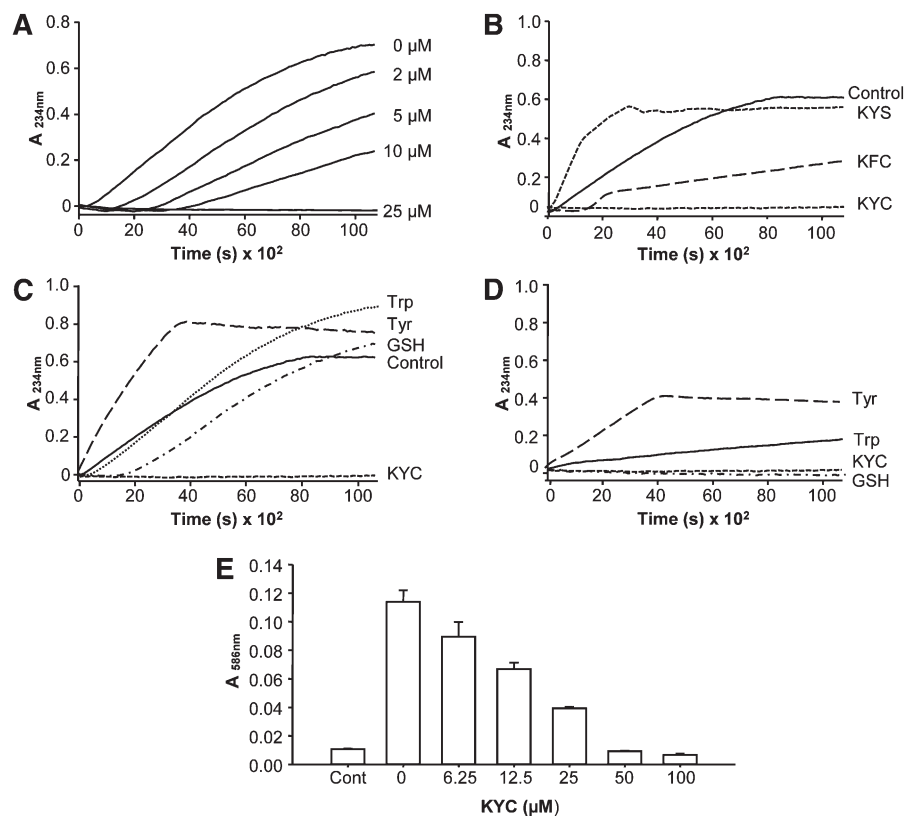 A
0.8
0.6
0.4
0.2
0
A 234nm
0 µM
2 µM
5 µM
10 µM
25 µM
0 20 40 60 80 100
Time (s) x 10²
B
1.0
0.8
0.6
0.4
0.2
0
A 234nm
Control
KYS
KFC
KYC
0 20 40 60 80 100
Time (s) x 10²
C
1.0
0.8
0.6
0.4
0.2
0
A 234nm
Trp
Tyr
GSH
Control
KYC
0 20 40 60 80 100
Time (s) x 10²
D
1.0
0.8
0.6
0.4
0.2
0
A 234nm
Tyr
Trp
KYC
GSH
0 20 40 60 80 100
Time (s) x 10²
E
0.14
0.12
0.10
0.08
0.06
0.04
0.02
0.00
A 586nm
Cont 0 6.25 12.5 25 50 100
KYC (µM)